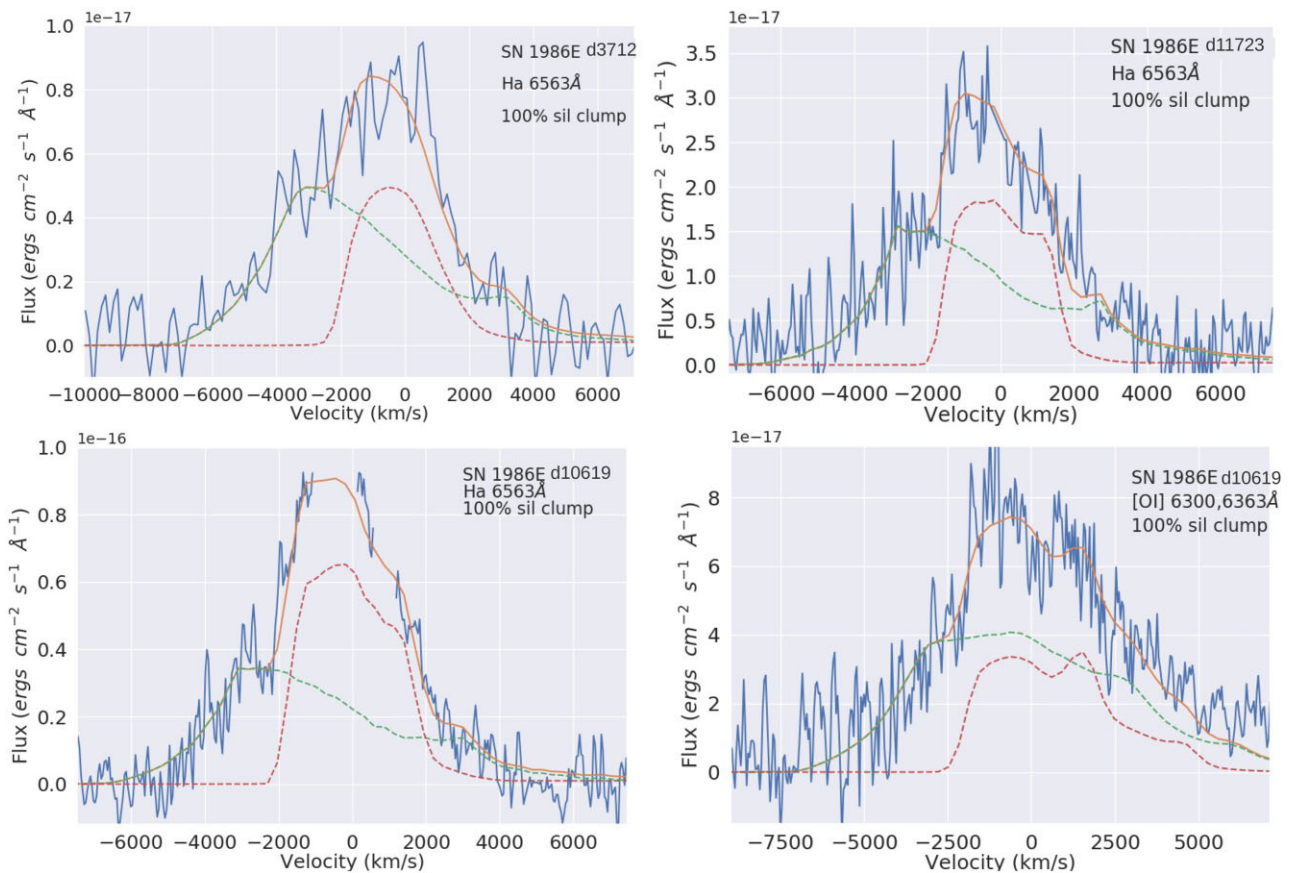 1e−17
SN 1986E d3712
Ha 6563Å
100% sil clump
Flux (ergs cm⁻² s⁻¹ Å⁻¹)
1.0
0.8
0.6
0.4
0.2
0.0
−10000 −8000 −6000 −4000 −2000 0 2000 4000 6000
Velocity (km/s)
1e−17
SN 1986E d11723
Ha 6563Å
100% sil clump
Flux (ergs cm⁻² s⁻¹ Å⁻¹)
3.5
3.0
2.5
2.0
1.5
1.0
0.5
0.0
−6000 −4000 −2000 0 2000 4000 6000
Velocity (km/s)
1e−16
SN 1986E d10619
Ha 6563Å
100% sil clump
Flux (ergs cm⁻² s⁻¹ Å⁻¹)
1.0
0.8
0.6
0.4
0.2
0.0
−6000 −4000 −2000 0 2000 4000 6000
Velocity (km/s)
1e−17
SN 1986E d10619
[OI] 6300,6363Å
100% sil clump
Flux (ergs cm⁻² s⁻¹ Å⁻¹)
8
6
4
2
0
−7500 −5000 −2500 0 2500 5000
Velocity (km/s)